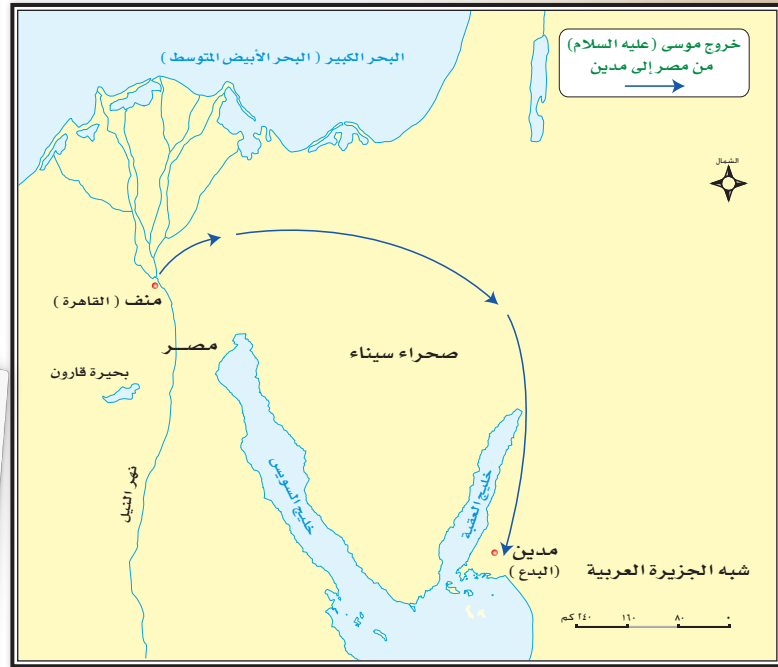 خروج موسى (عليه السلام)
من مصر إلى مدين
البحر الكبير (البحر الأبيض المتوسط)
الشمال
منف (القاهرة)
مصـر
صحراء سيناء
بحيرة قارون
نهر النيل
خليج السويس
خليج العقبة
مدين
(البدع)
شبه الجزيرة العربية
٠ ٨٠ ١٦٠ ٢٤٠ كم